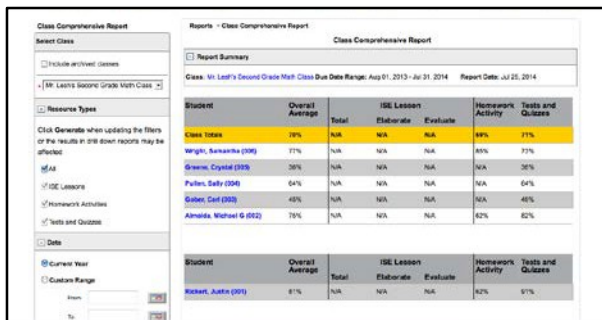 Class Comprehensive Report
Select Class
Include archived classes
Mr. Leah's Second Grade Math Class
Resource Types
Click Generate when updating the filters
or the results in drill down reports may be
affected
All
ISE Lessons
Homework Activities
Tests and Quizzes
Date
Current Year
Custom Range
From
To
Reports > Class Comprehensive Report
Class Comprehensive Report
Report Summary
Class: Mr. Leah's Second Grade Math Class Due Date Range: Aug 01, 2013 - Jul 31, 2014 Report Date: Jul 25, 2014
Student Overall Average ISE Lesson Homework Activity Tests and Quizzes
Total Elaborate Evaluate
Class Totals 70% N/A N/A N/A 69% 71%
Wright, Samantha (006) 77% N/A N/A N/A
Greene, Crystal (005) 36% N/A N/A N/A N/A 36%
Pullen, Sally (004) 64% N/A N/A N/A N/A 64%
Gober, Carl (003) N/A N/A N/A N/A
Almeida, Michael G (002) N/A N/A N/A 62% 82%
Student Overall Average ISE Lesson Homework Activity Tests and Quizzes
Total Elaborate Evaluate
Rickert, Justin (001) 81% N/A N/A N/A 62% 91%